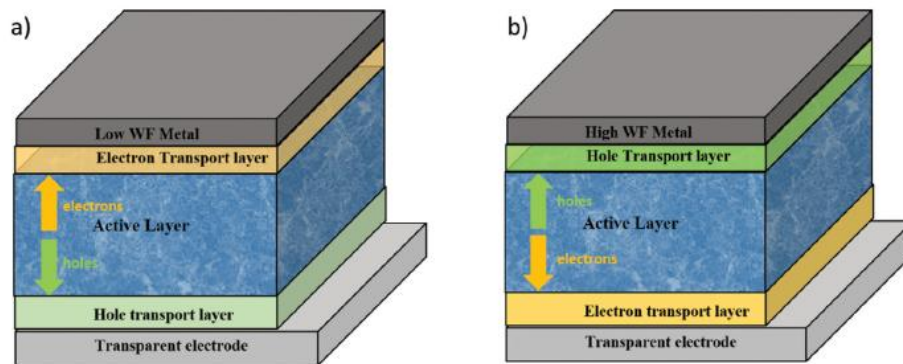 a)
Low WF Metal
Electron Transport layer
electrons
Active Layer
holes
Hole transport layer
Transparent electrode
b)
High WF Metal
Hole Transport layer
holes
Active Layer
electrons
Electron transport layer
Transparent electrode